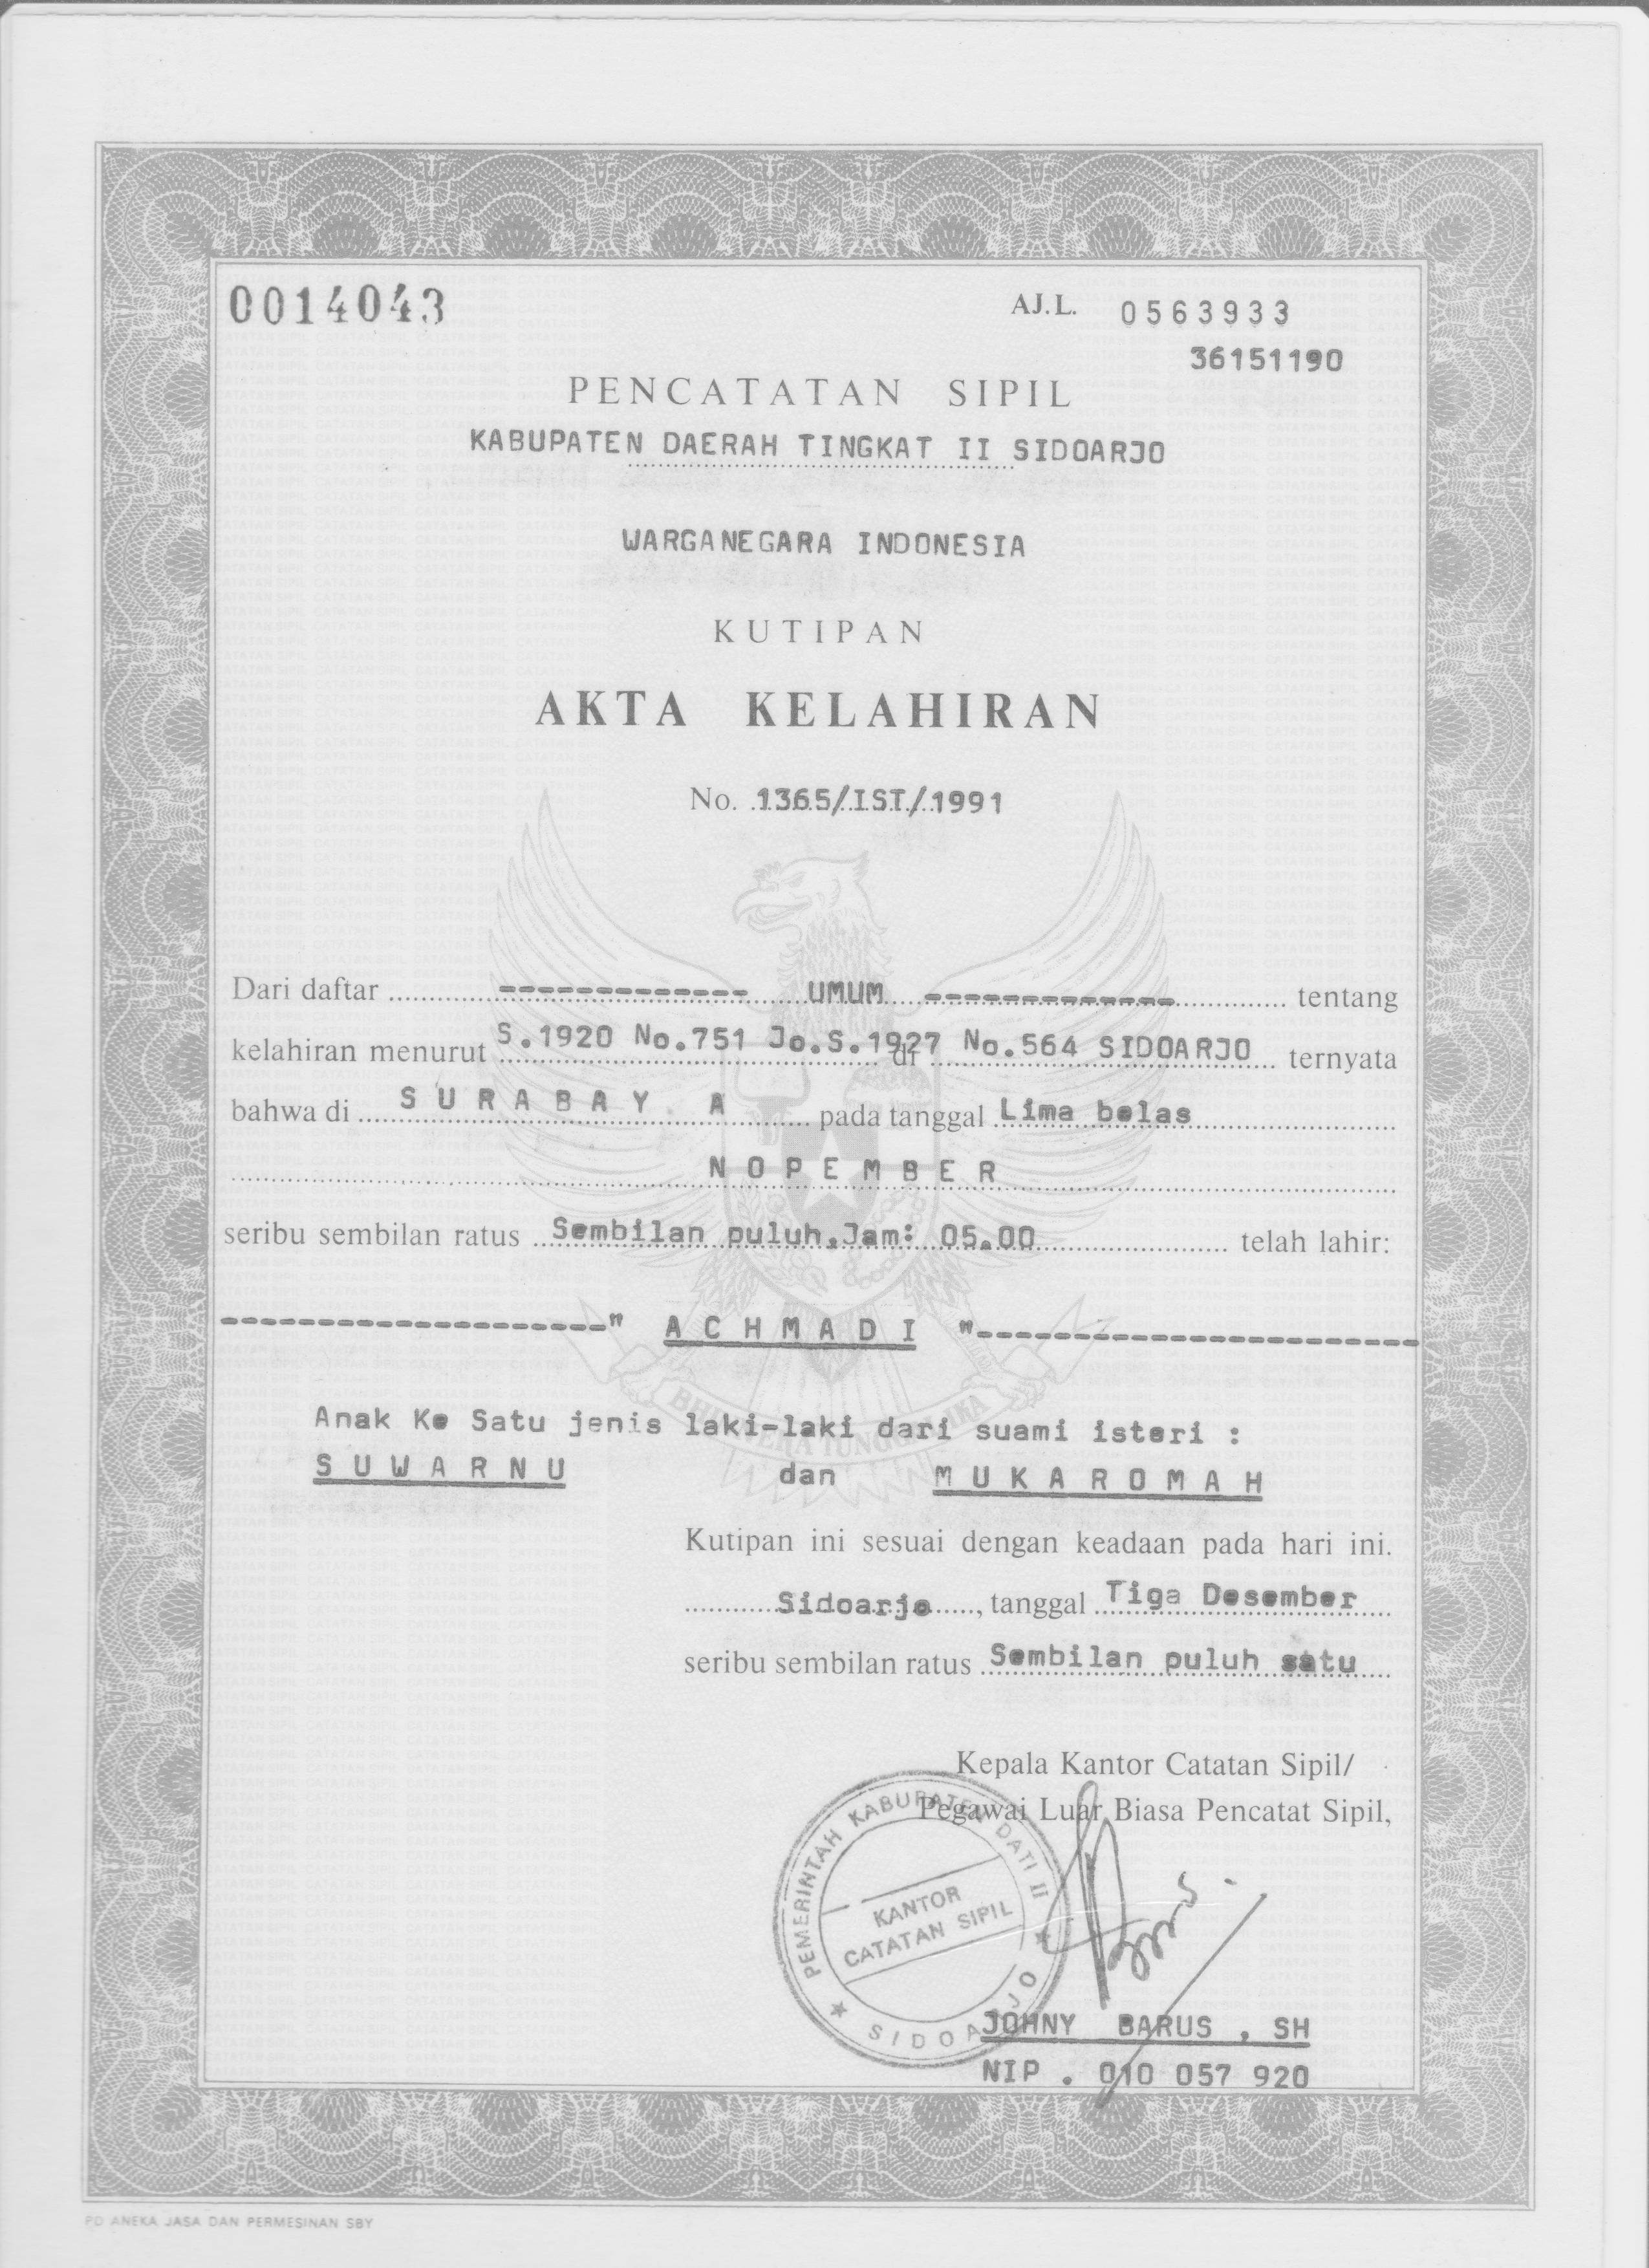 0014043
AJ.L. 0563933
36151190
PENCATATAN SIPIL
KABUPATEN DAERAH TINGKAT II SIDOARJO
WARGANEGARA INDONESIA
KUTIPAN
AKTA KELAHIRAN
No. 1365/IST/1991
Dari daftar ------------- UMUM ------------- tentang
kelahiran menurut S.1920 No.751 Jo.S.1927 di No.564 SIDOARJO ternyata
bahwa di S U R A B A Y A pada tanggal Lima belas
N O P E M B E R
seribu sembilan ratus Sembilan puluh,Jam: 05.00 telah lahir:
--------------------" A C H M A D I "-----------------------
Anak Ke Satu jenis laki-laki dari suami isteri :
S U W A R N U dan M U K A R O M A H
BHINNEKA TUNGGAL IKA
Kutipan ini sesuai dengan keadaan pada hari ini.
Sidoarjo, tanggal Tiga Desember
seribu sembilan ratus Sembilan puluh satu
Kepala Kantor Catatan Sipil/
Pegawai Luar Biasa Pencatat Sipil,
PEMERINTAH KABUPATEN DATI II
KANTOR
CATATAN SIPIL
SIDOARJO
JOHNY BARUS , SH
NIP . 010 057 920
PD ANEKA JASA DAN PERMESINAN SBY